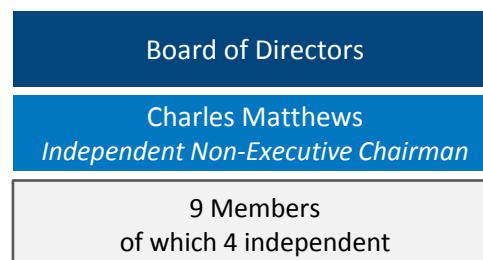 Board of Directors
Charles Matthews
Independent Non-Executive Chairman
9 Members
of which 4 independent